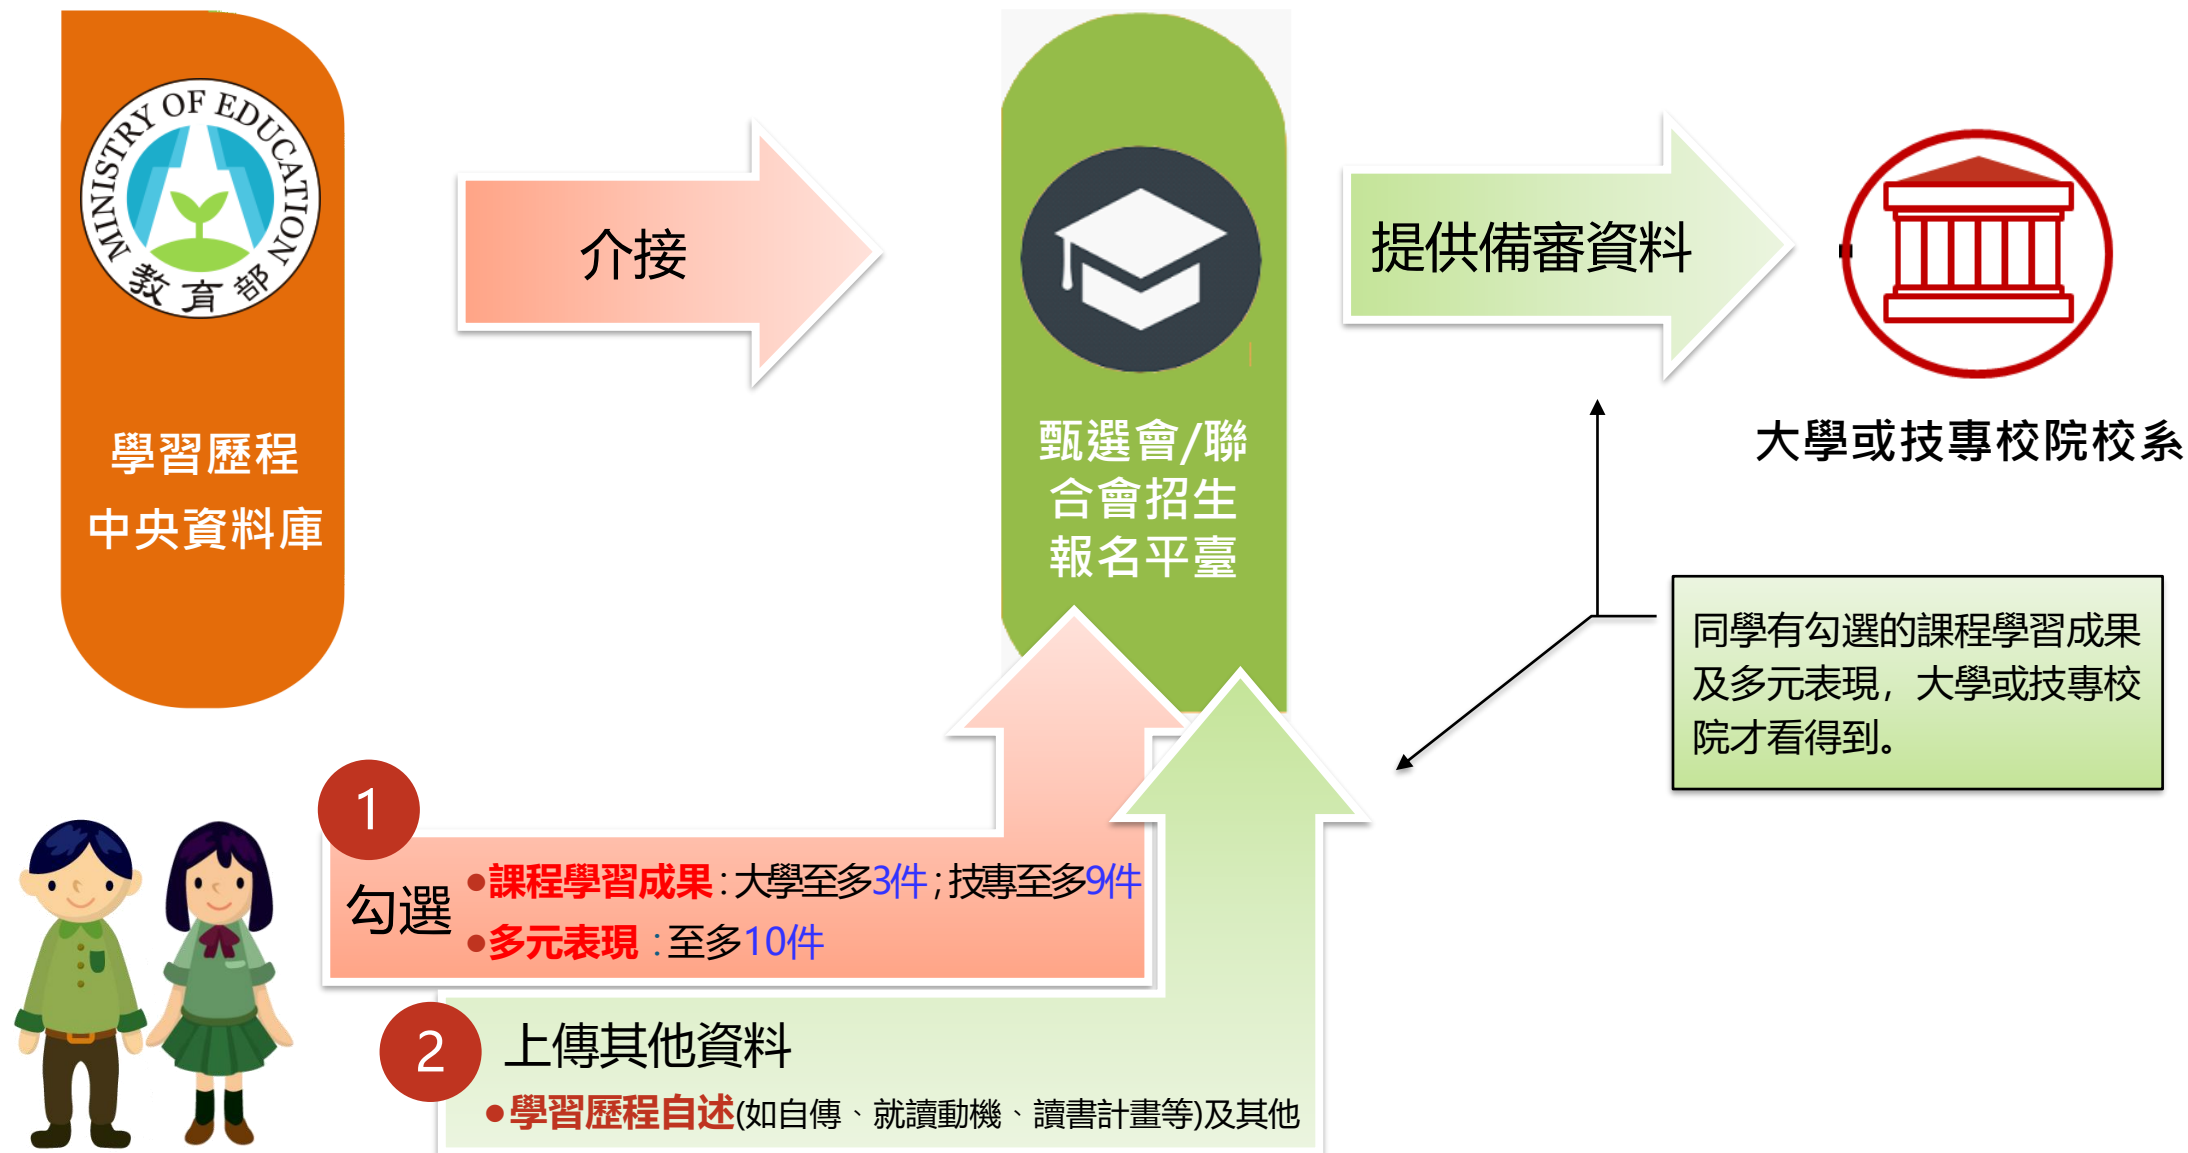 MINISTRY OF EDUCATION
教育部
學習歷程
中央資料庫
介接
甄選會/聯
合會招生
報名平臺
提供備審資料
大學或技專校院校系
同學有勾選的課程學習成果
及多元表現，大學或技專校
院才看得到。
1
勾選
●課程學習成果：大學至多3件；技專至多9件
●多元表現：至多10件
2
上傳其他資料
●學習歷程自述(如自傳、就讀動機、讀書計畫等)及其他